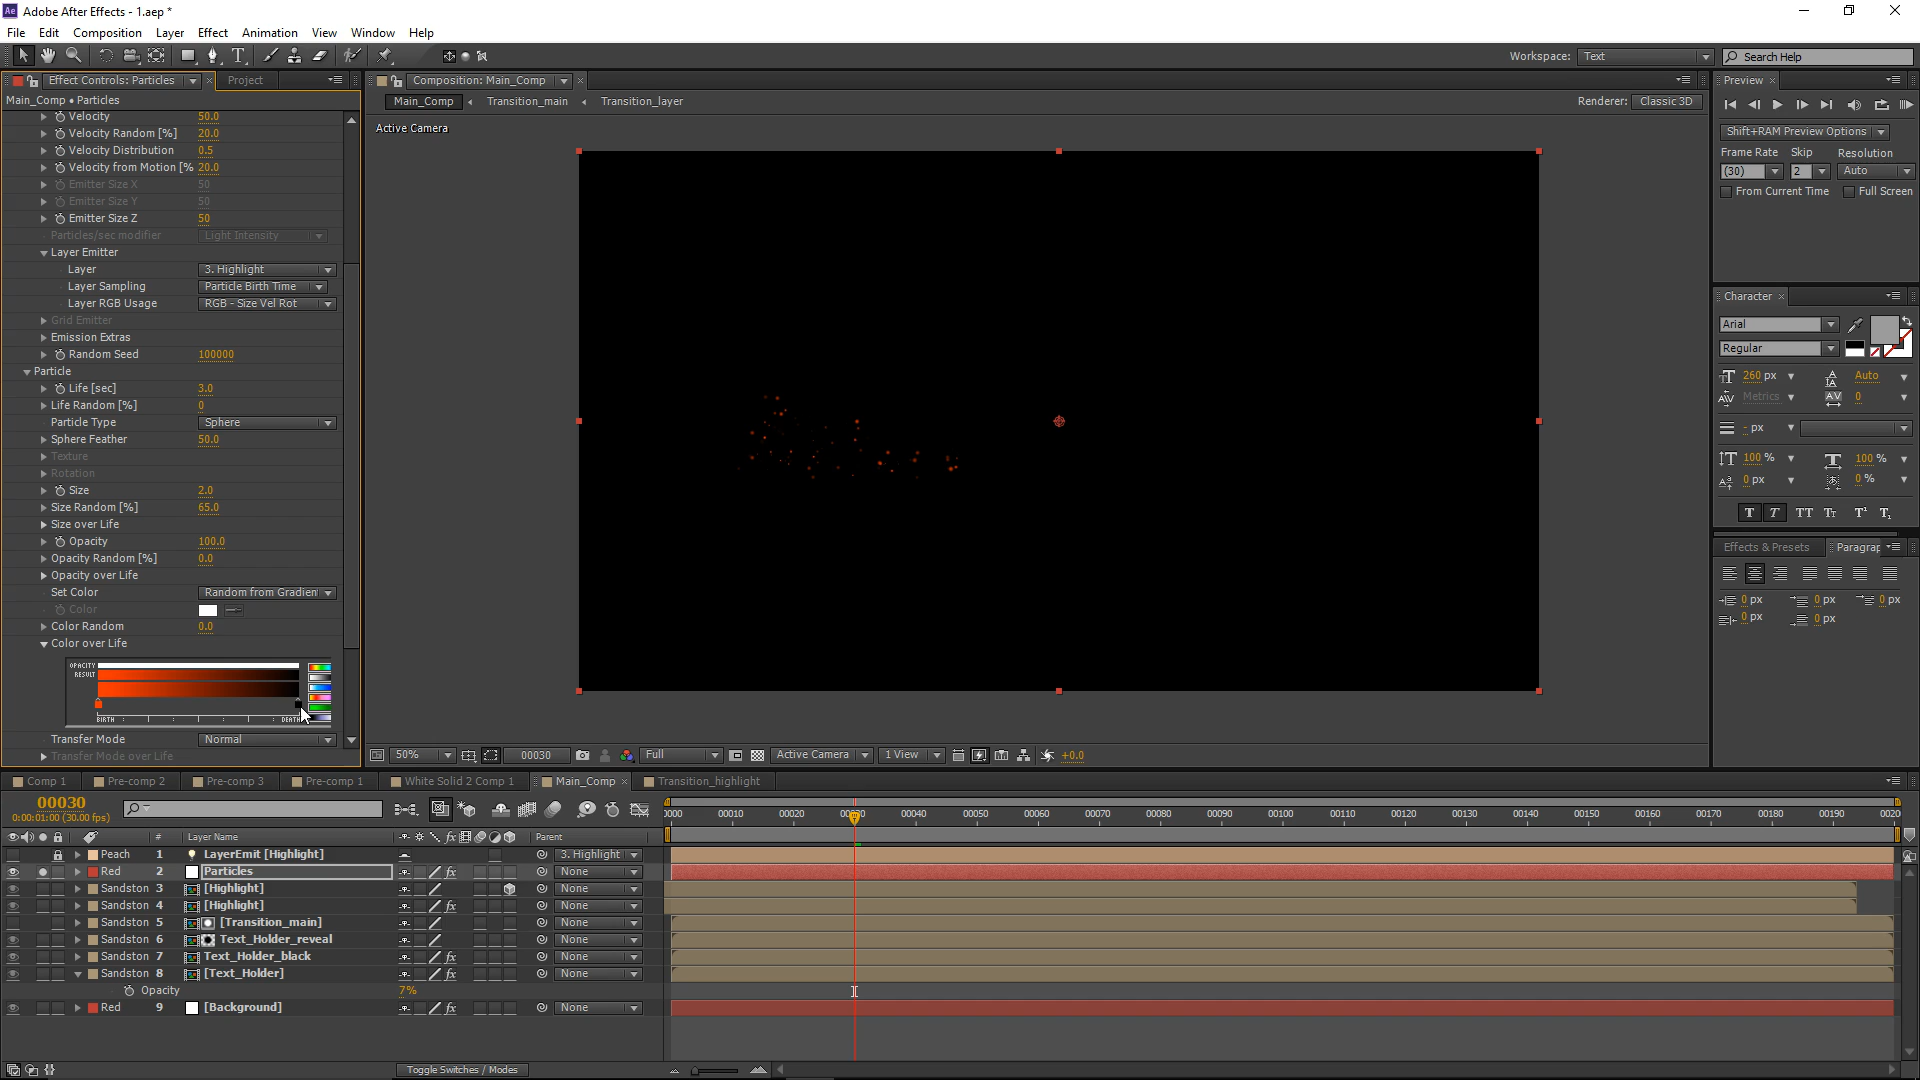 Adobe After Effects - 1.aep *
File Edit Composition Layer Effect Animation View Window Help
Workspace: Text Search Help
Effect Controls: Particles Project
Main_Comp • Particles
Velocity 50.0
Velocity Random [%] 20.0
Velocity Distribution 0.5
Velocity from Motion [% 20.0
Emitter Size X 50
Emitter Size Y 50
Emitter Size Z 50
Particles/sec modifier Light Intensity
Layer Emitter
Layer 3. Highlight
Layer Sampling Particle Birth Time
Layer RGB Usage RGB - Size Vel Rot
Grid Emitter
Emission Extras
Random Seed 100000
Particle
Life [sec] 3.0
Life Random [%] 0
Particle Type Sphere
Sphere Feather 50.0
Texture
Rotation
Size 2.0
Size Random [%] 65.0
Size over Life
Opacity 100.0
Opacity Random [%] 0.0
Opacity over Life
Set Color Random from Gradien
Color
Color Random 0.0
Color over Life
OPACITY
RESULT
BIRTH DEATH
Transfer Mode Normal
Transfer Mode over Life
Composition: Main_Comp
Main_Comp Transition_main Transition_layer
Renderer: Classic 3D
Active Camera
50% 00030 Full Active Camera 1 View +0.0
Preview
Shift+RAM Preview Options
Frame Rate Skip Resolution
(30) 2 Auto
From Current Time Full Screen
Character
Arial
Regular
260 px Auto
Metrics 0
- px
100 % 100 %
0 px 0 %
T T TT Tr T¹ T,
Effects & Presets Paragrap
0 px 0 px 0 px
0 px 0 px
Comp 1 Pre-comp 2 Pre-comp 3 Pre-comp 1 White Solid 2 Comp 1 Main_Comp Transition_highlight
00030
0:00:01:00 (30.00 fps)
0000 00010 00020 00030 00040 00050 00060 00070 00080 00090 00100 00110 00120 00130 00140 00150 00160 00170 00180 00190 0020
# Layer Name Parent
Peach 1 LayerEmit [Highlight] 3. Highlight
Red 2 Particles None
Sandston 3 [Highlight] None
Sandston 4 [Highlight] None
Sandston 5 [Transition_main] None
Sandston 6 Text_Holder_reveal None
Sandston 7 Text_Holder_black None
Sandston 8 [Text_Holder] None
Opacity 7%
Red 9 [Background] None
Toggle Switches / Modes